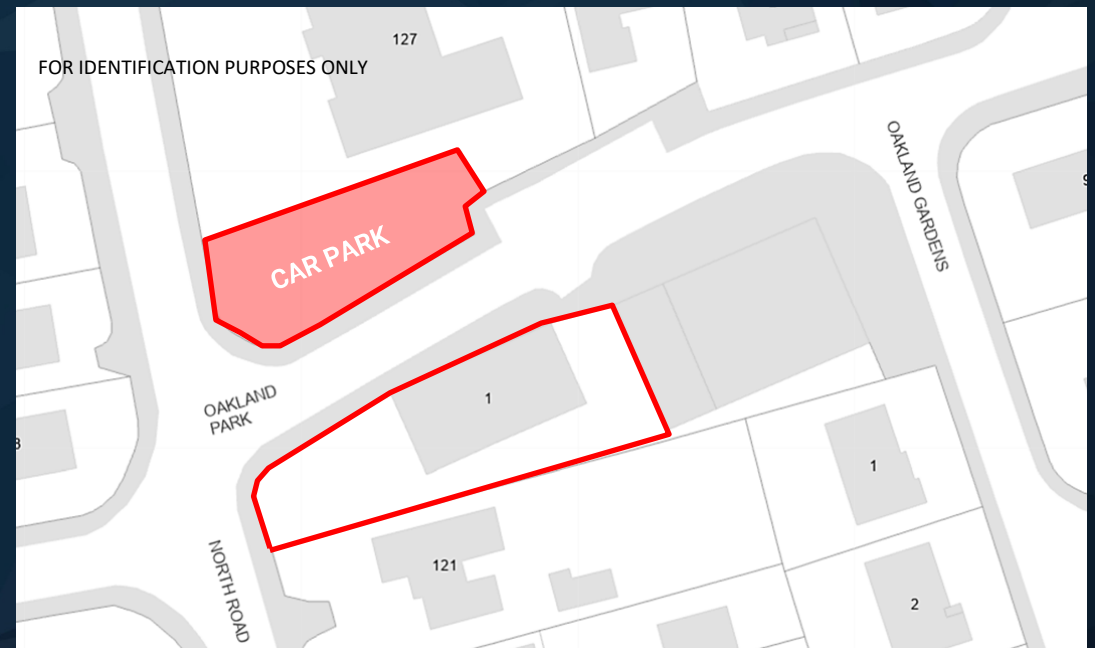 127
FOR IDENTIFICATION PURPOSES ONLY
OAKLAND GARDENS
CAR PARK
OAKLAND
PARK
1
1
NORTH ROAD
121
2